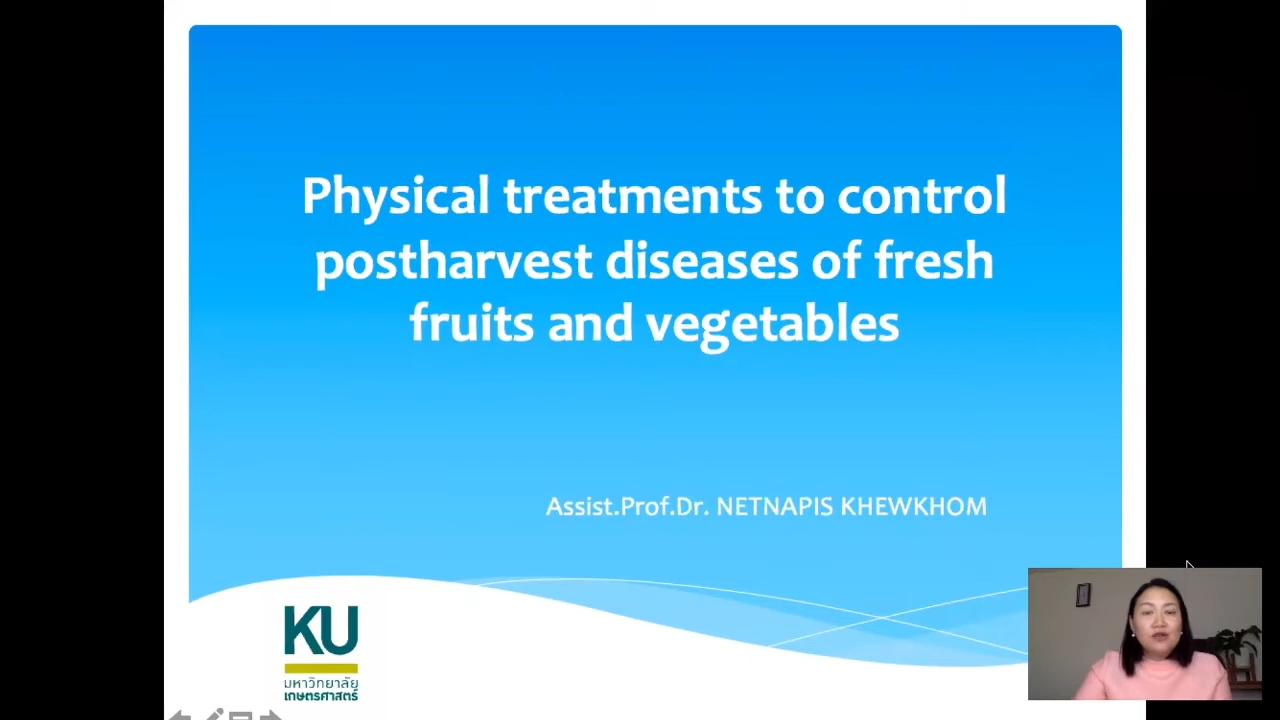 Physical treatments to control
postharvest diseases of fresh
fruits and vegetables
Assist.Prof.Dr. NETNAPIS KHEWKHOM
KU
มหาวิทยาลัย
เกษตรศาสตร์